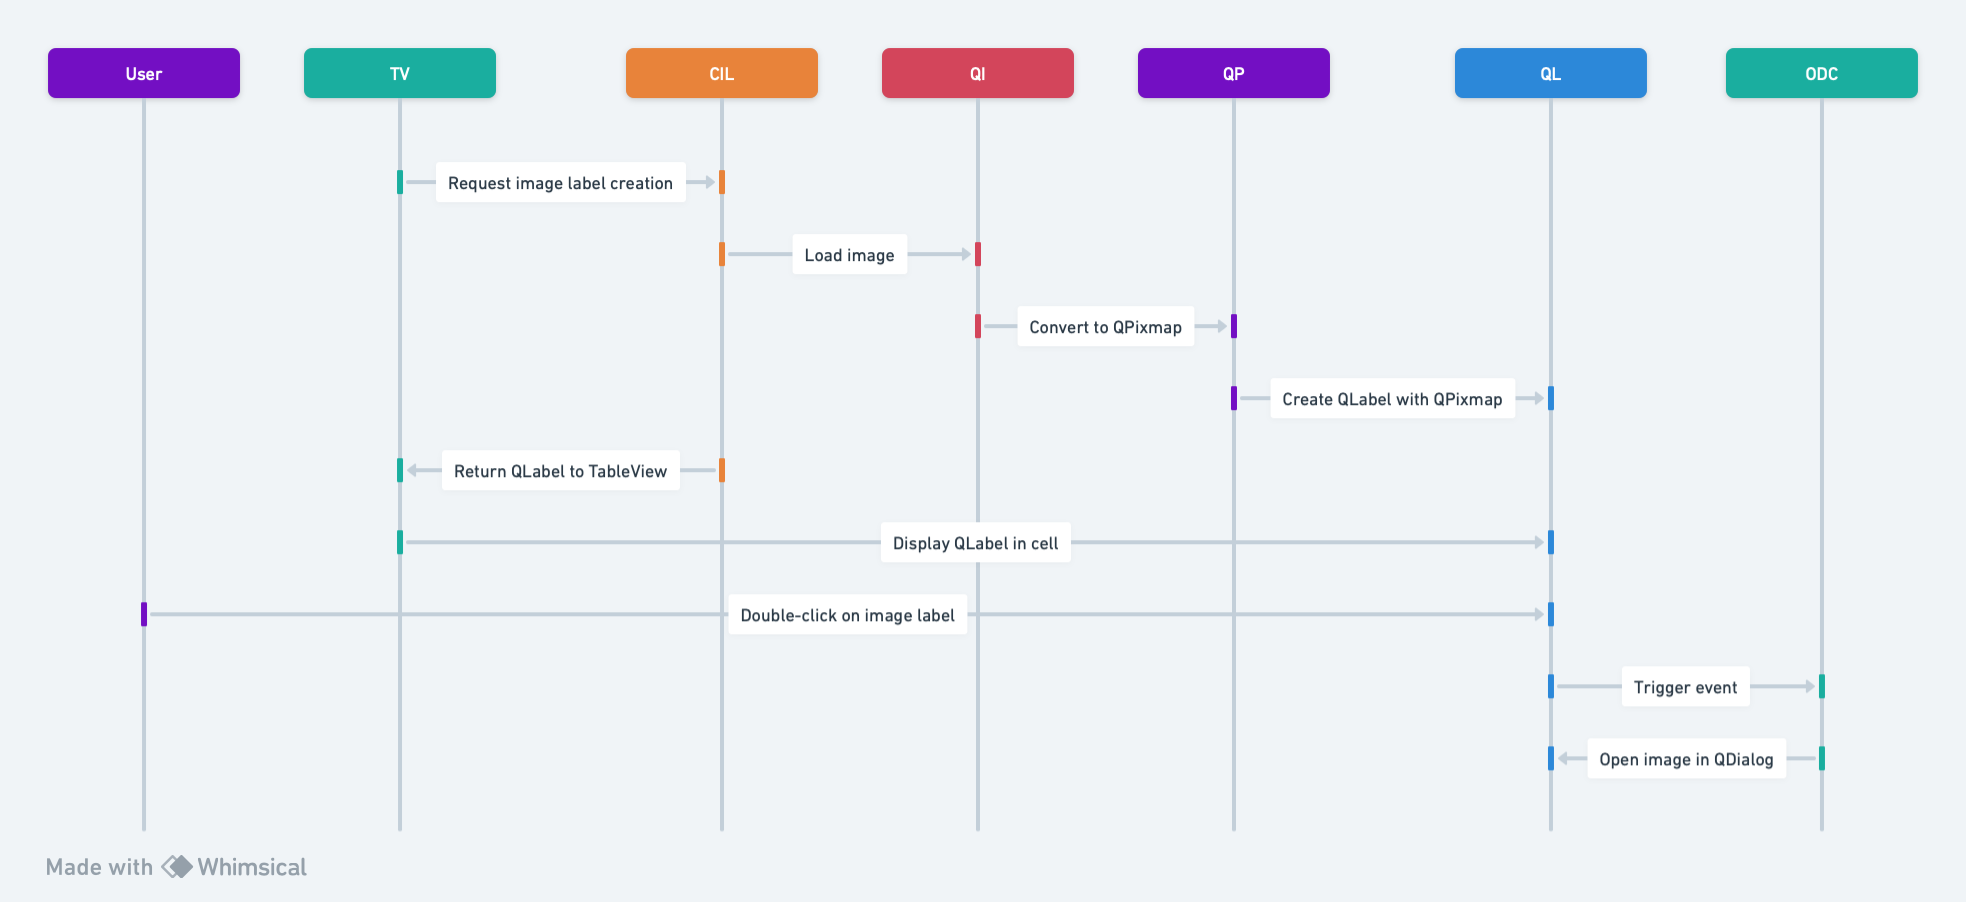 User
TV
CIL
QI
QP
QL
ODC
Request image label creation
Load image
Convert to QPixmap
Create QLabel with QPixmap
Return QLabel to TableView
Display QLabel in cell
Double-click on image label
Trigger event
Open image in QDialog
Made with Whimsical